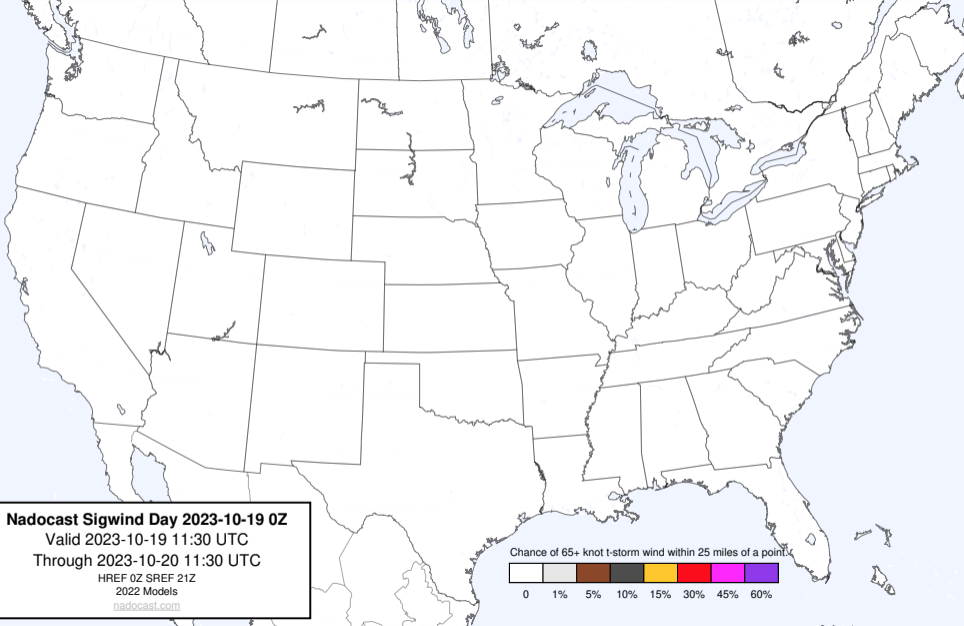 Nadocast Sigwind Day 2023-10-19 0Z
Valid 2023-10-19 11:30 UTC
Through 2023-10-20 11:30 UTC
HREF 0Z SREF 21Z
2022 Models
nadocast.com
Chance of 65+ knot t-storm wind within 25 miles of a point.
0 1% 5% 10% 15% 30% 45% 60%